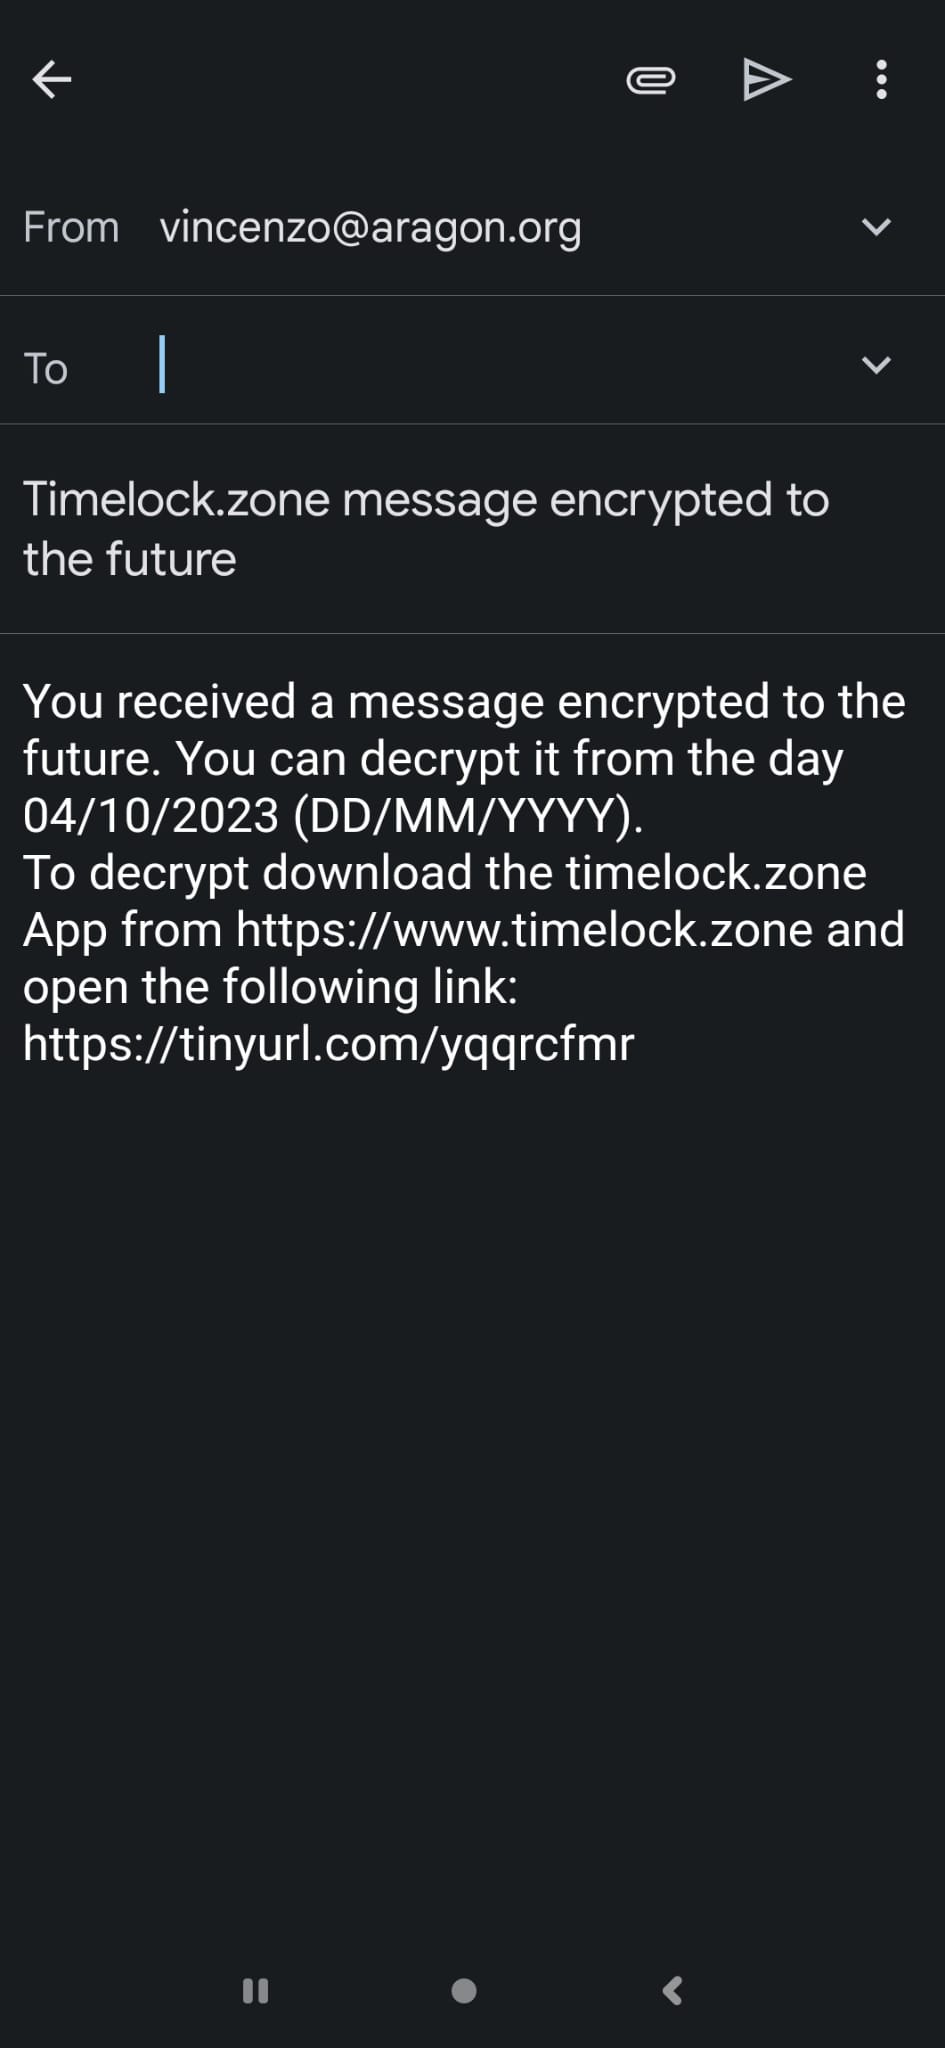 From vincenzo@aragon.org
To
Timelock.zone message encrypted to
the future
You received a message encrypted to the
future. You can decrypt it from the day
04/10/2023 (DD/MM/YYYY).
To decrypt download the timelock.zone
App from https://www.timelock.zone and
open the following link:
https://tinyurl.com/yqqrcfmr